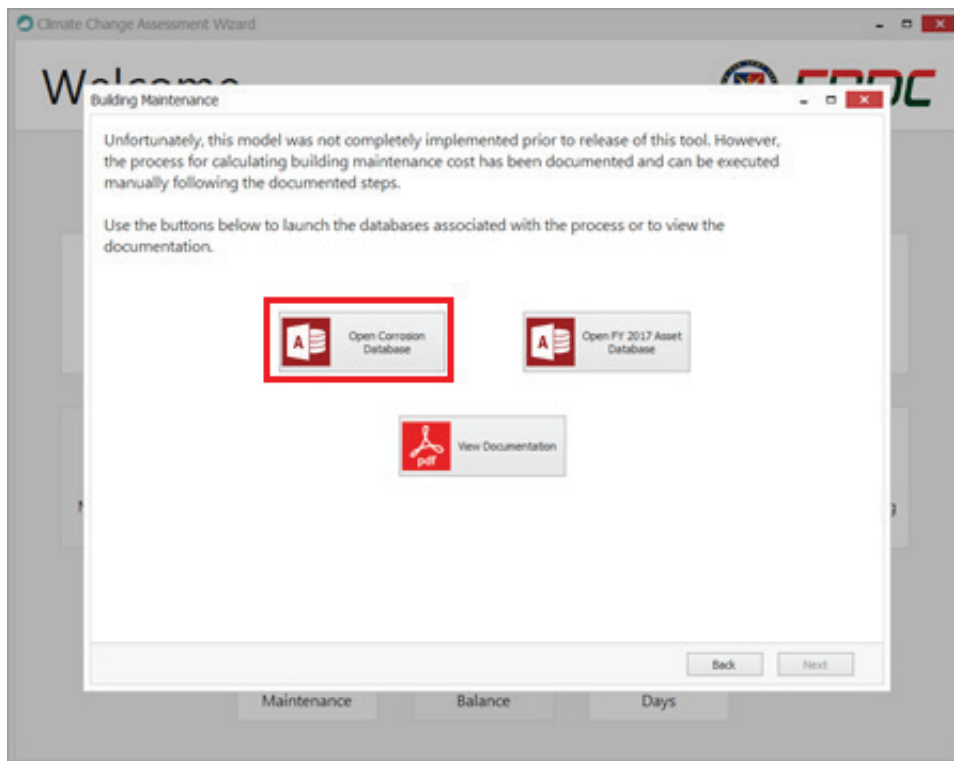 Climate Change Assessment Wizard
Welcome
Building Maintenance
Unfortunately, this model was not completely implemented prior to release of this tool. However,
the process for calculating building maintenance cost has been documented and can be executed
manually following the documented steps.
Use the buttons below to launch the databases associated with the process or to view the
documentation.
A
Open Corrosion
Database
A
Open FY 2017 Asset
Database
pdf
View Documentation
Back
Next
Maintenance
Balance
Days